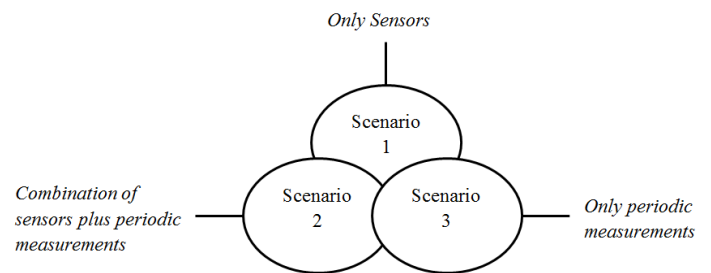 Only Sensors
Scenario
1
Combination of
sensors plus periodic
measurements
Scenario
2
Scenario
3
Only periodic
measurements